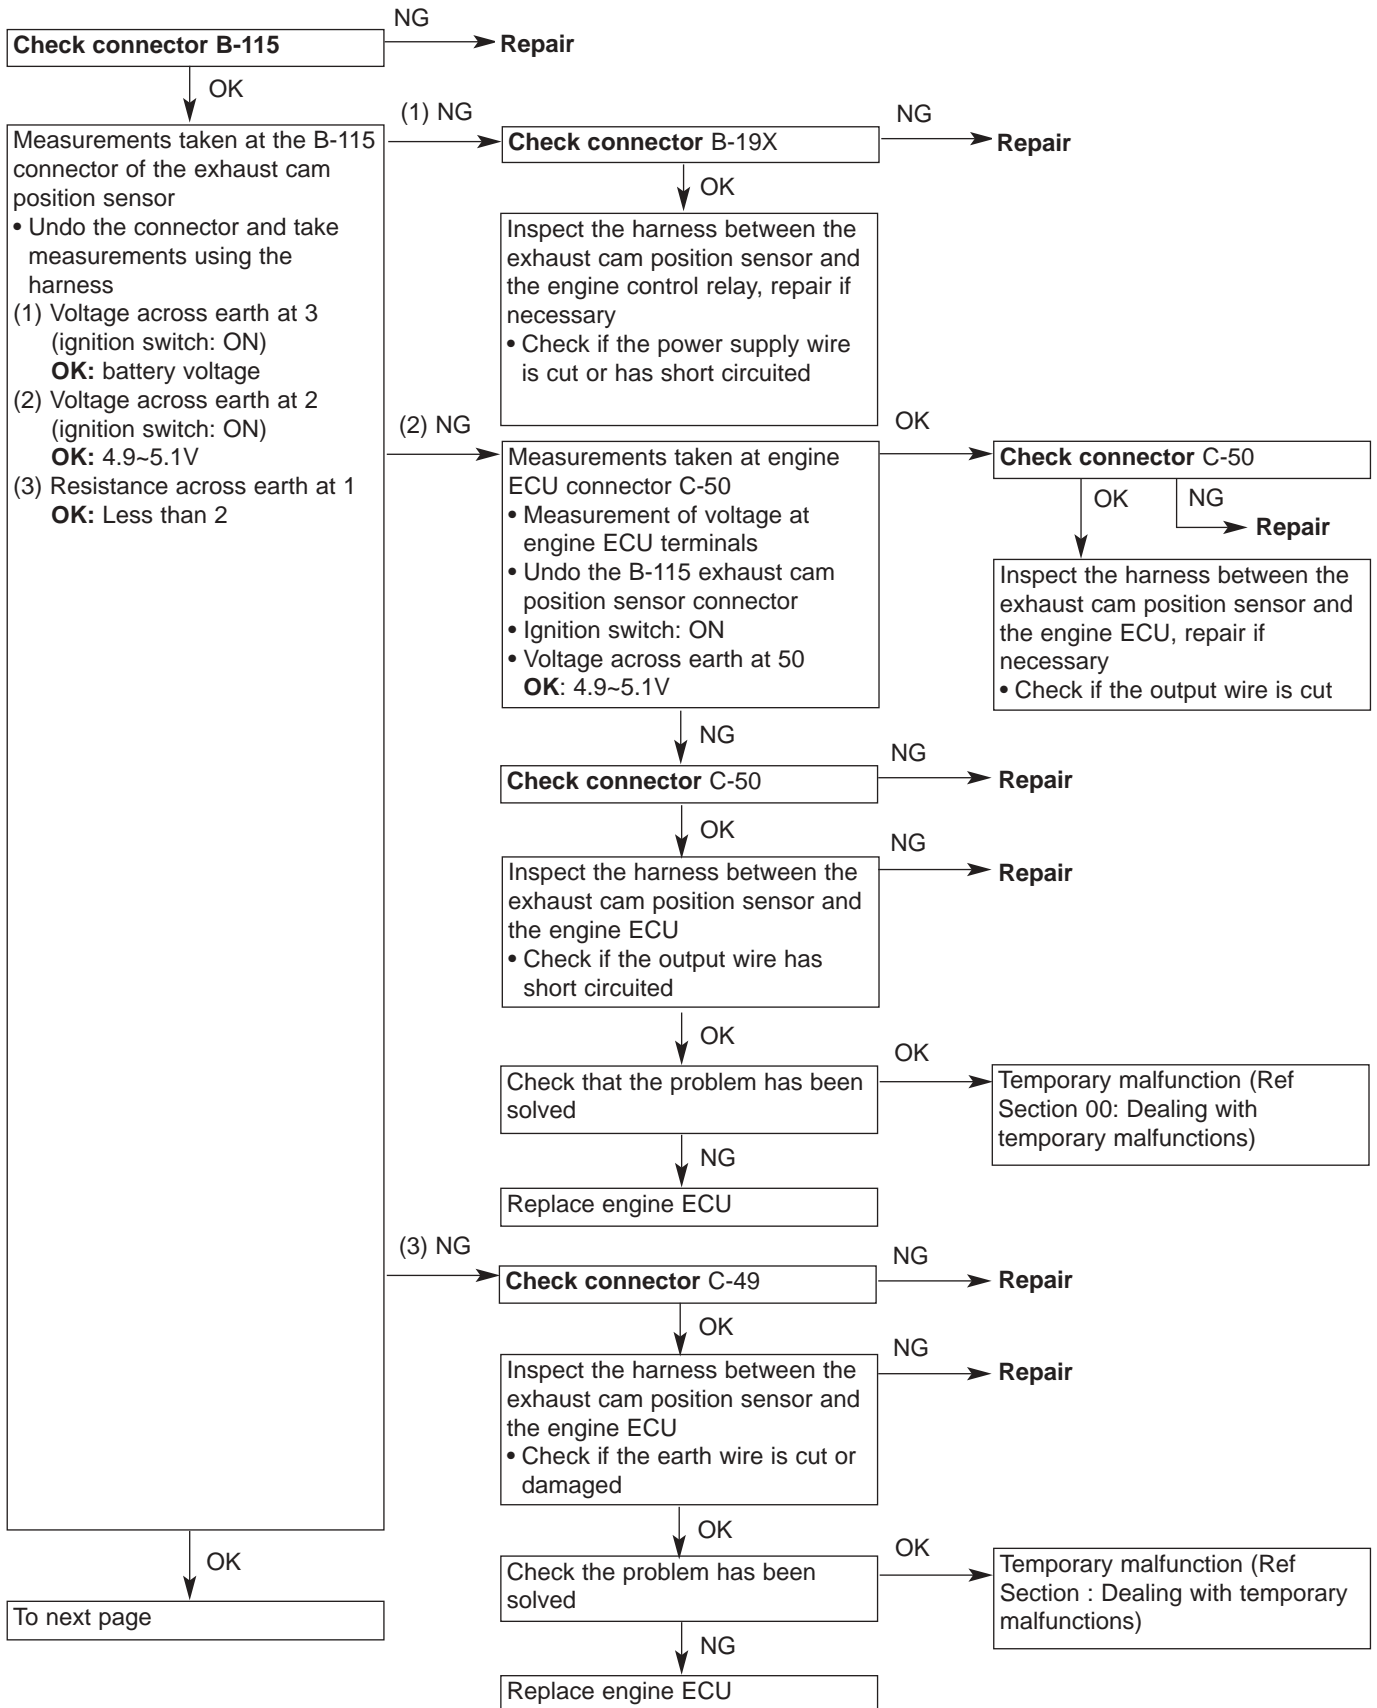 NG
Check connector B-115
Repair
OK
(1) NG
NG
Measurements taken at the B-115
connector of the exhaust cam
position sensor
• Undo the connector and take
measurements using the
harness
(1) Voltage across earth at 3
(ignition switch: ON)
OK: battery voltage
(2) Voltage across earth at 2
(ignition switch: ON)
OK: 4.9~5.1V
(3) Resistance across earth at 1
OK: Less than 2
Check connector B-19X
Repair
OK
Inspect the harness between the
exhaust cam position sensor and
the engine control relay, repair if
necessary
• Check if the power supply wire
is cut or has short circuited
(2) NG
OK
Measurements taken at engine
ECU connector C-50
• Measurement of voltage at
engine ECU terminals
• Undo the B-115 exhaust cam
position sensor connector
• Ignition switch: ON
• Voltage across earth at 50
OK: 4.9~5.1V
Check connector C-50
OK
NG
Repair
Inspect the harness between the
exhaust cam position sensor and
the engine ECU, repair if
necessary
• Check if the output wire is cut
NG
NG
Check connector C-50
Repair
OK
NG
Inspect the harness between the
exhaust cam position sensor and
the engine ECU
• Check if the output wire has
short circuited
Repair
OK
OK
Check that the problem has been
solved
Temporary malfunction (Ref
Section 00: Dealing with
temporary malfunctions)
NG
Replace engine ECU
(3) NG
NG
Check connector C-49
Repair
OK
NG
Inspect the harness between the
exhaust cam position sensor and
the engine ECU
• Check if the earth wire is cut or
damaged
Repair
OK
OK
OK
Check the problem has been
solved
Temporary malfunction (Ref
Section : Dealing with temporary
malfunctions)
To next page
NG
Replace engine ECU